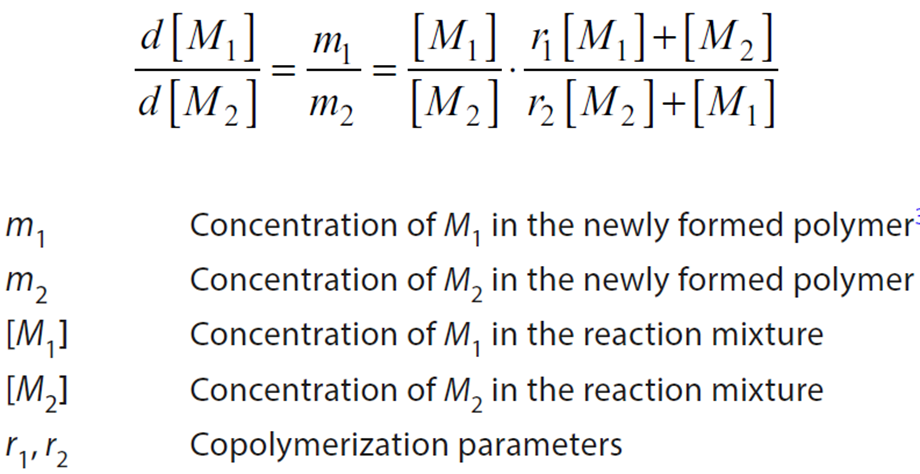 d[M₁]/d[M₂] = m₁/m₂ = [M₁]/[M₂] · (r₁[M₁]+[M₂])/(r₂[M₂]+[M₁])
m₁ Concentration of M₁ in the newly formed polymer³
m₂ Concentration of M₂ in the newly formed polymer
[M₁] Concentration of M₁ in the reaction mixture
[M₂] Concentration of M₂ in the reaction mixture
r₁, r₂ Copolymerization parameters